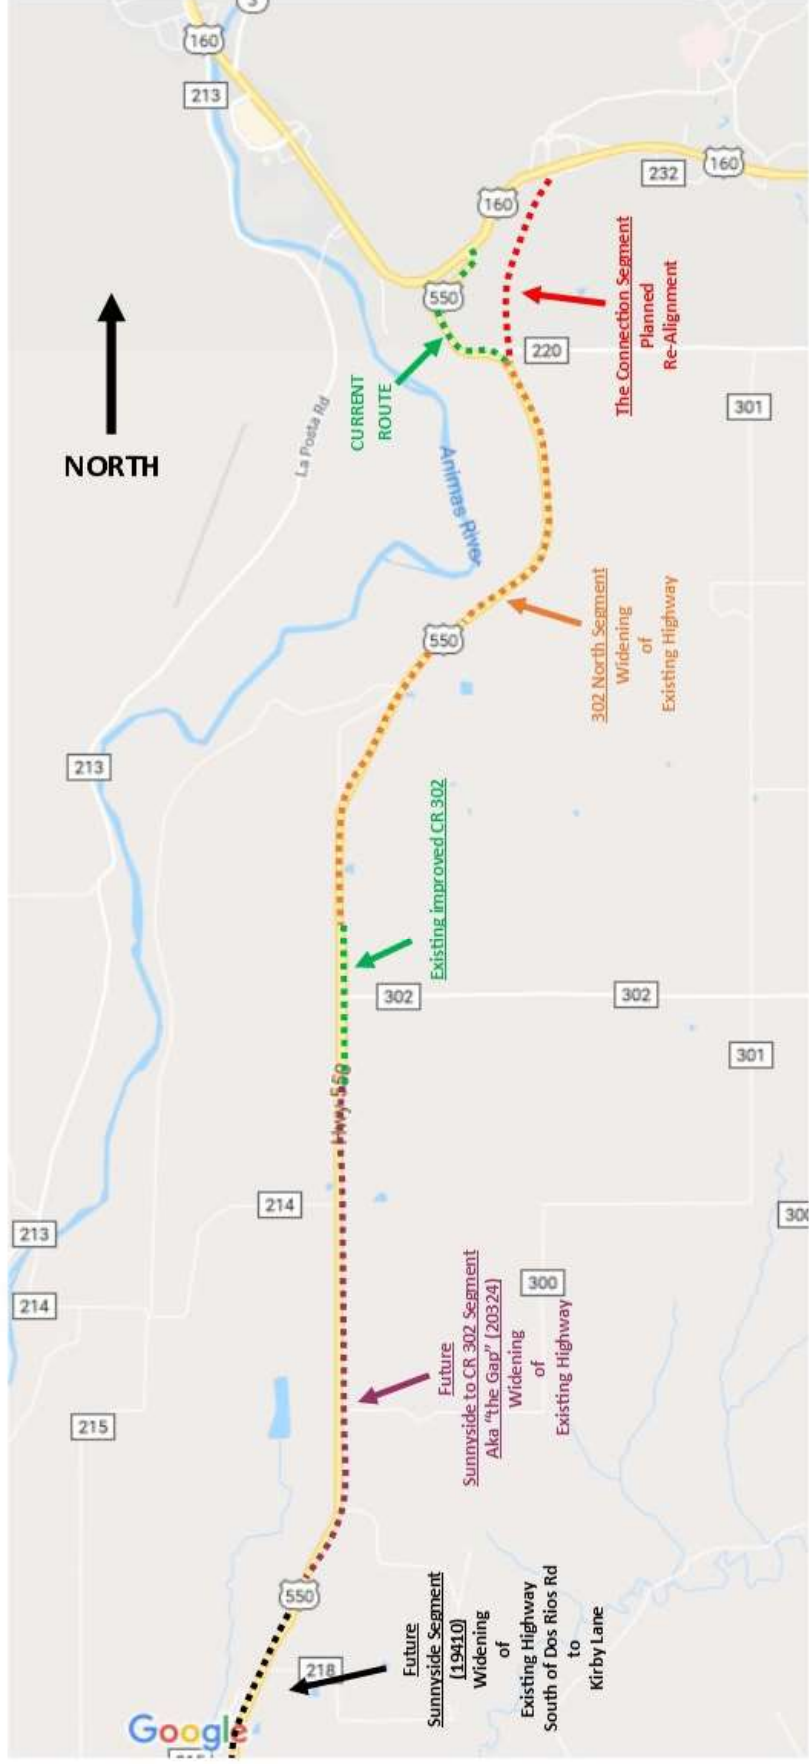 3
160
213
160
232
160
550
220
The Connection Segment
Planned
Re-Alignment
CURRENT
ROUTE
301
NORTH
La Posta Rd
Animas River
550
302 North Segment
Widening
of
Existing Highway
213
Existing improved CR 302
302
302
301
Hwy 550
214
213
300
214
300
Future
Sunnyside to CR 302 Segment
Aka "the Gap" (20324)
Widening
of
Existing Highway
215
550
218
Future
Sunnyside Segment
(19410)
Widening
of
Existing Highway
South of Dos Rios Rd
to
Kirby Lane
Google